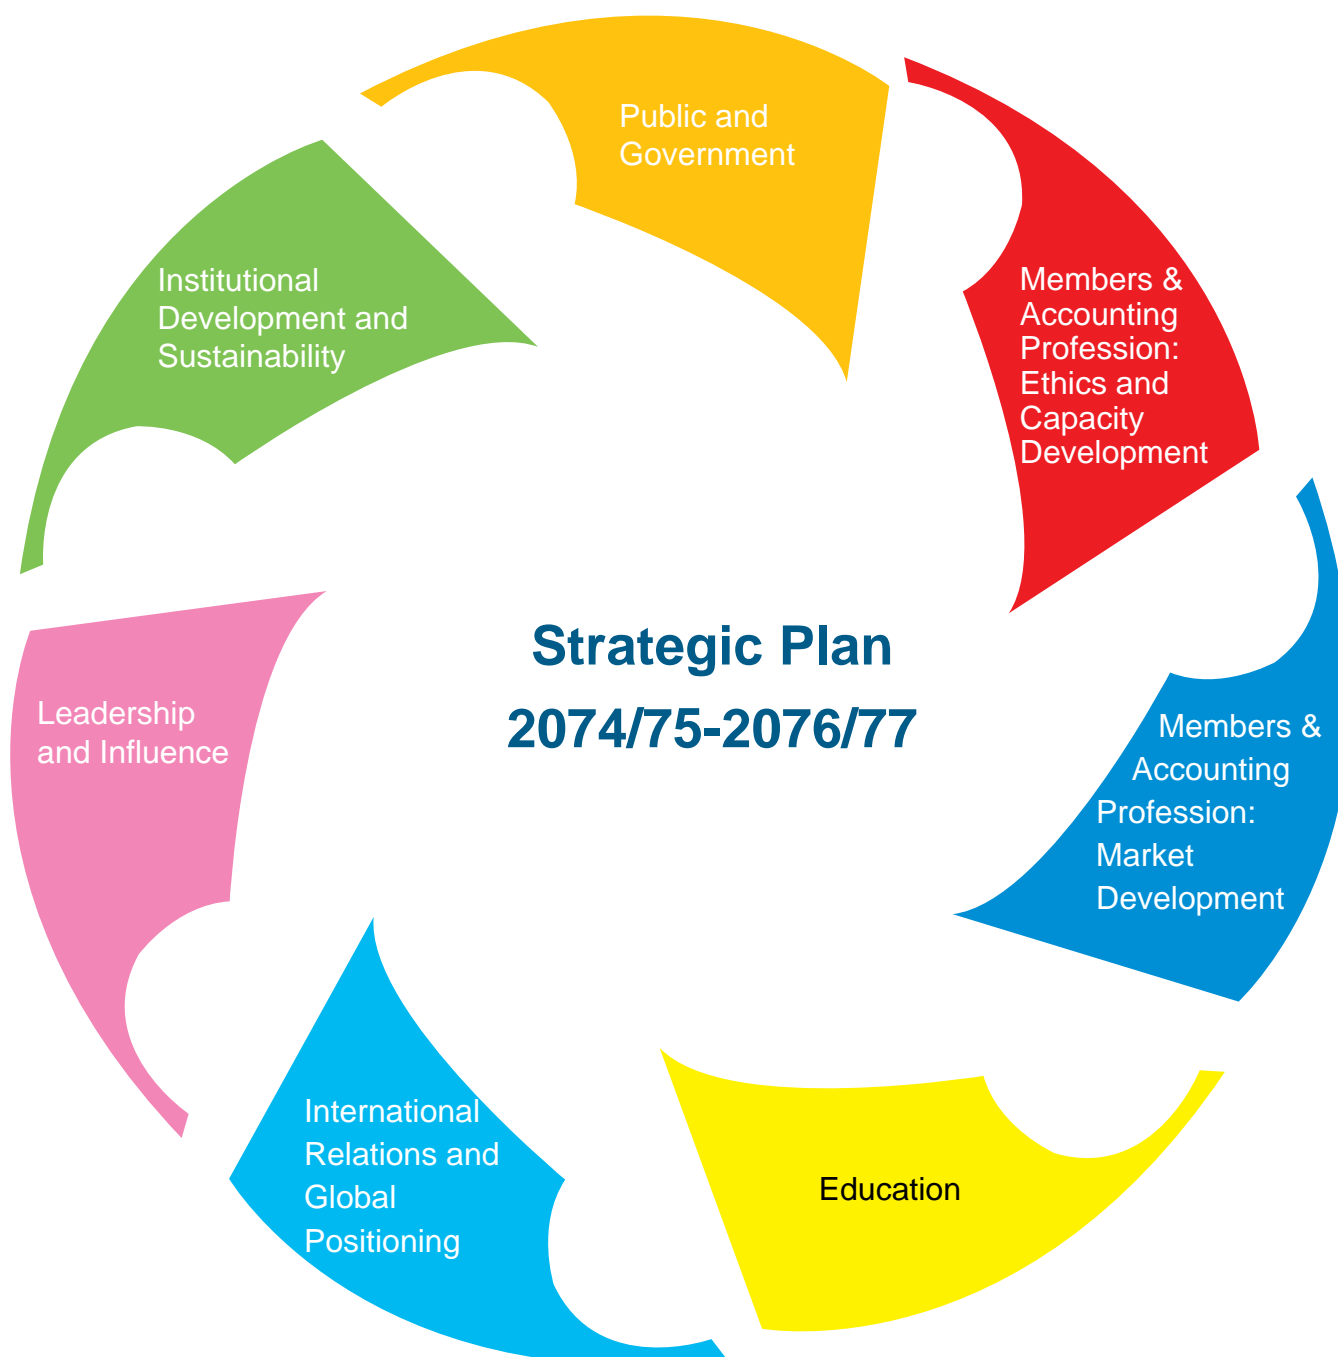 Public and
Government
Members &
Accounting
Profession:
Ethics and
Capacity
Development
Members &
Accounting
Profession:
Market
Development
Education
International
Relations and
Global
Positioning
Leadership
and Influence
Institutional
Development and
Sustainability
Strategic Plan
2074/75-2076/77